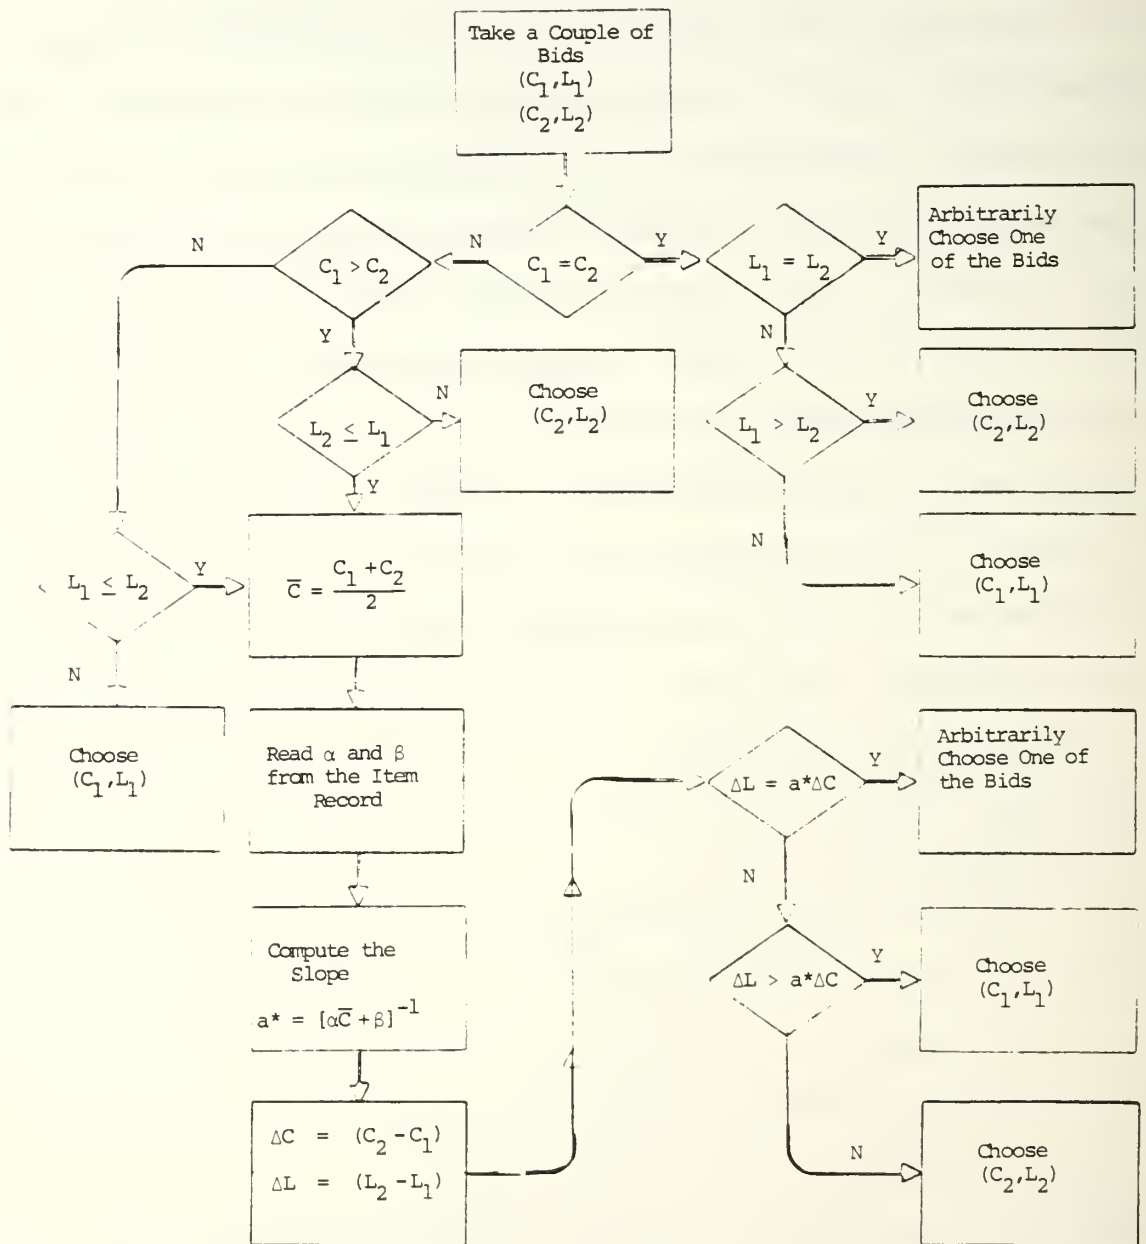 Take a Couple of
Bids
(C₁,L₁)
(C₂,L₂)
N
C₁ > C₂
N
C₁ = C₂
Y
L₁ = L₂
Y
Arbitrarily
Choose One
of the Bids
Y
N
L₂ ≤ L₁
N
Choose
(C₂,L₂)
L₁ > L₂
Y
Choose
(C₂,L₂)
Y
N
Choose
(C₁,L₁)
L₁ ≤ L₂
Y
C̅ = (C₁ + C₂)/2
N
Choose
(C₁,L₁)
Read α and β
from the Item
Record
ΔL = a*ΔC
Y
Arbitrarily
Choose One of
the Bids
N
Compute the
Slope
a* = [αC̅ + β]⁻¹
ΔL > a*ΔC
Y
Choose
(C₁,L₁)
ΔC = (C₂ - C₁)
ΔL = (L₂ - L₁)
N
Choose
(C₂,L₂)